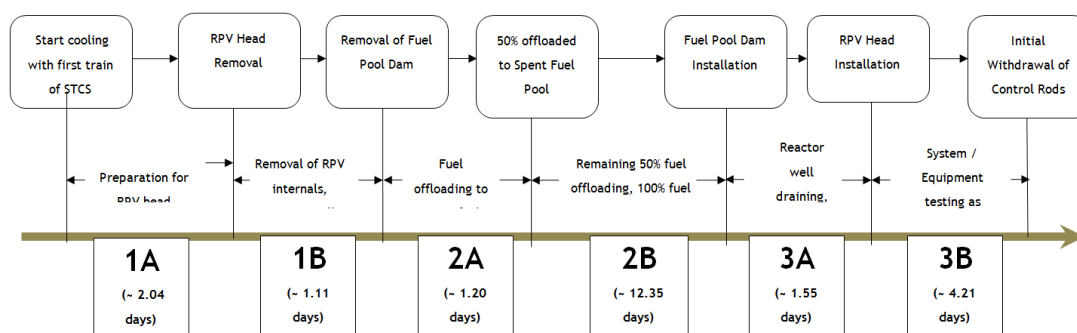 Start cooling
with first train
of STCS
RPV Head
Removal
Removal of Fuel
Pool Dam
50% offloaded
to Spent Fuel
Pool
Fuel Pool Dam
Installation
RPV Head
Installation
Initial
Withdrawal of
Control Rods
Preparation for
RPV head
Removal of RPV
internals,
Fuel
offloading to
Remaining 50% fuel
offloading, 100% fuel
Reactor
well
draining,
System /
Equipment
testing as
1A
(~ 2.04
days)
1B
(~ 1.11
days)
2A
(~ 1.20
days)
2B
(~ 12.35
days)
3A
(~ 1.55
days)
3B
(~ 4.21
days)